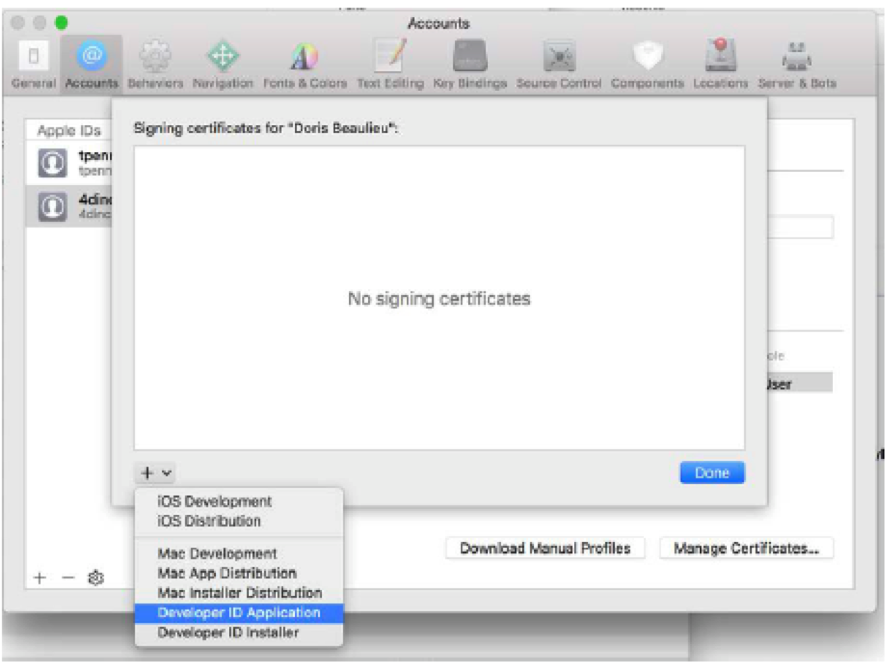 Accounts
General Accounts Behaviors Navigation Fonts & Colors Text Editing Key Bindings Source Control Components Locations Server & Bots
Apple IDs
Signing certificates for "Doris Beaulieu":
tpenn
tpenn
4dinc
4dinc
No signing certificates
ole
User
+
Done
iOS Development
iOS Distribution
Download Manual Profiles
Manage Certificates...
Mac Development
Mac App Distribution
Mac Installer Distribution
Developer ID Application
Developer ID Installer